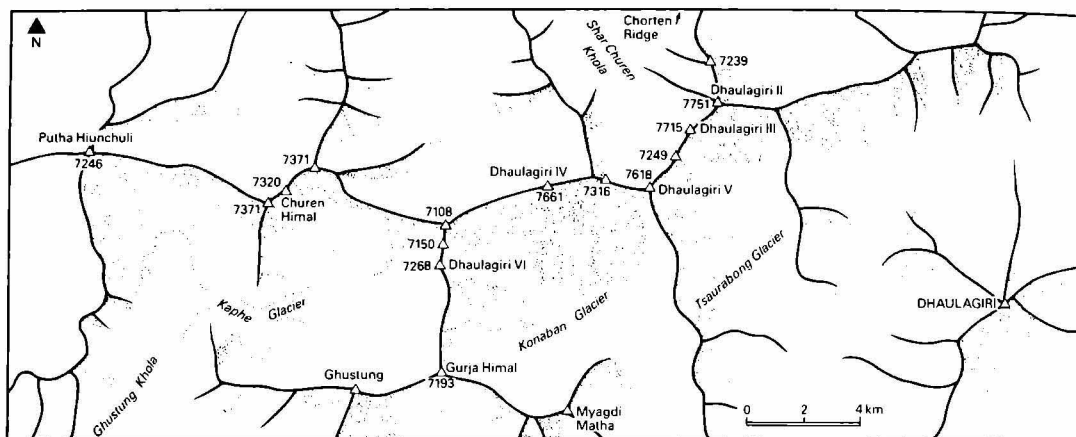 N
Chorten
Ridge
Shar Churen
Khola
7239
Dhaulagiri II
7751
7715
Dhaulagiri III
Putha Hiunchuli
7246
7371
7249
7320
Dhaulagiri IV
7618
7316
Dhaulagiri V
7661
7371
Churen
Himal
7108
7150
7268
Dhaulagiri VI
Tsaurabong Glacier
Kaphe Glacier
Konaban Glacier
DHAULAGIRI
Ghustung Khola
Ghustung
Gurja Himal
7193
Myagdi
Matha
0 2 4 km